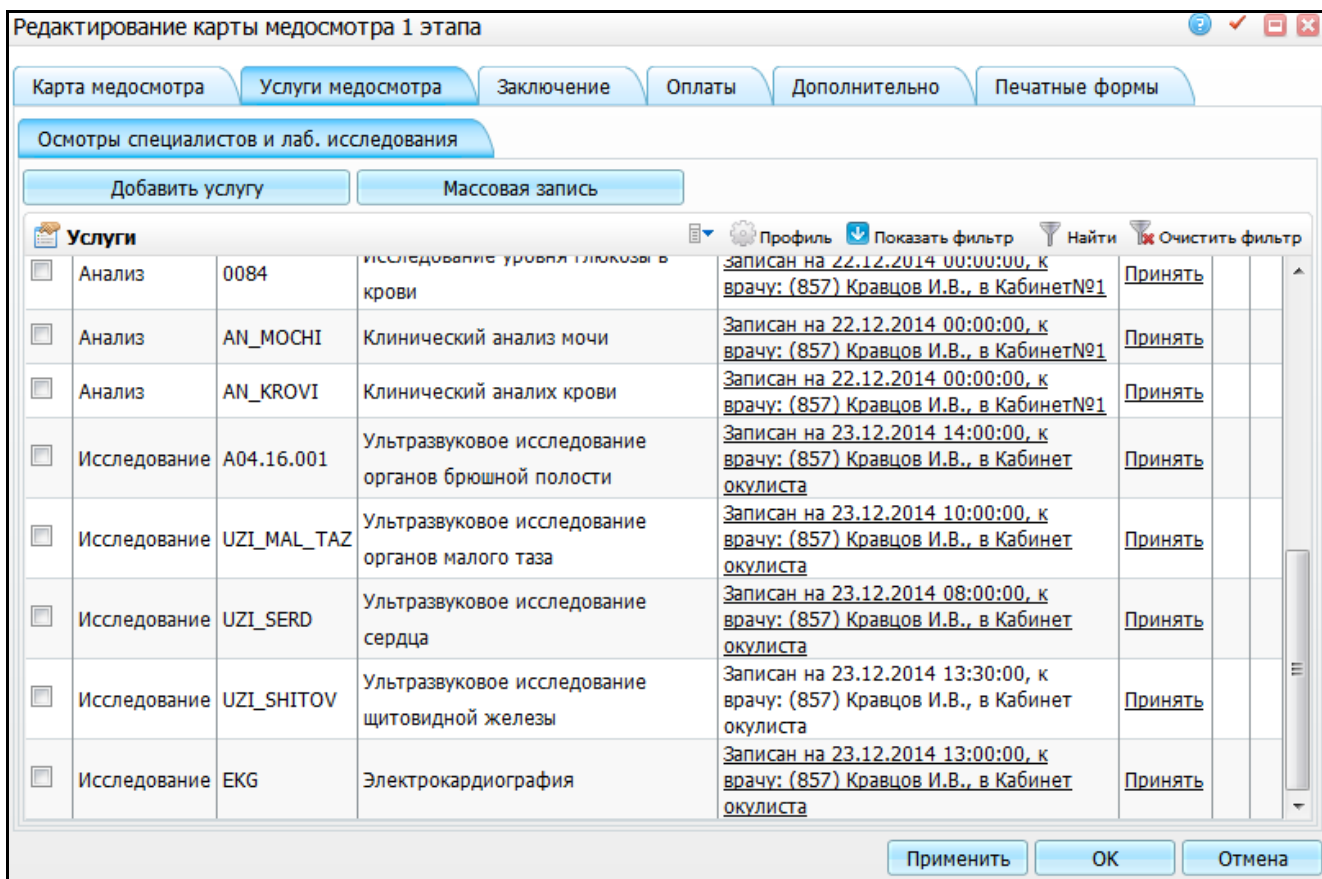 Редактирование карты медосмотра 1 этапа
Карта медосмотра Услуги медосмотра Заключение Оплаты Дополнительно Печатные формы
Осмотры специалистов и лаб. исследования
Добавить услугу Массовая запись
Услуги Профиль Показать фильтр Найти Очистить фильтр
Анализ 0084 Исследование уровня глюкозы в Записан на 22.12.2014 00:00:00, к Принять
крови врачу: (857) Кравцов И.В., в Кабинет№1
Анализ AN_MOCHI Клинический анализ мочи Записан на 22.12.2014 00:00:00, к Принять
врачу: (857) Кравцов И.В., в Кабинет№1
Анализ AN_KROVI Клинический аналих крови Записан на 22.12.2014 00:00:00, к Принять
врачу: (857) Кравцов И.В., в Кабинет№1
Исследование A04.16.001 Ультразвуковое исследование Записан на 23.12.2014 14:00:00, к Принять
органов брюшной полости врачу: (857) Кравцов И.В., в Кабинет
окулиста
Исследование UZI_MAL_TAZ Ультразвуковое исследование Записан на 23.12.2014 10:00:00, к Принять
органов малого таза врачу: (857) Кравцов И.В., в Кабинет
окулиста
Исследование UZI_SERD Ультразвуковое исследование Записан на 23.12.2014 08:00:00, к Принять
сердца врачу: (857) Кравцов И.В., в Кабинет
окулиста
Исследование UZI_SHITOV Ультразвуковое исследование Записан на 23.12.2014 13:30:00, к Принять
щитовидной железы врачу: (857) Кравцов И.В., в Кабинет
окулиста
Исследование EKG Электрокардиография Записан на 23.12.2014 13:00:00, к Принять
врачу: (857) Кравцов И.В., в Кабинет
окулиста
Применить ОК Отмена